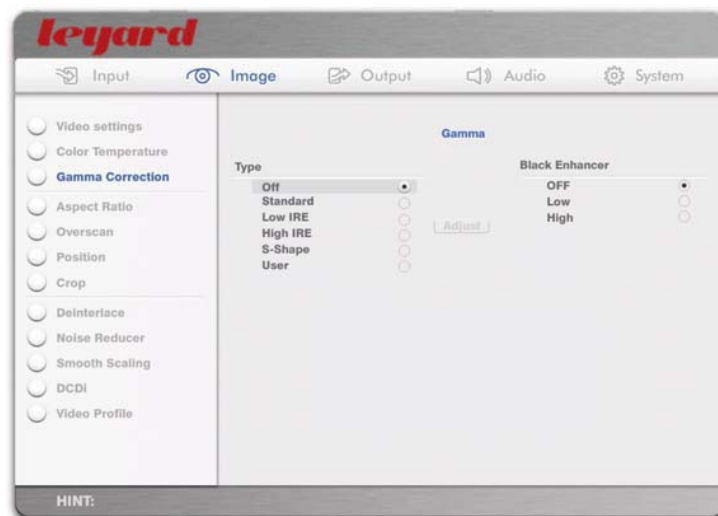 leyard
Input Image Output Audio System
Video settings
Color Temperature
Gamma Correction
Aspect Ratio
Overscan
Position
Crop
Deinterlace
Noise Reducer
Smooth Scaling
DCDi
Video Profile
Gamma
Type
Off
Standard
Low IRE
High IRE
S-Shape
User
Adjust
Black Enhancer
OFF
Low
High
HINT: